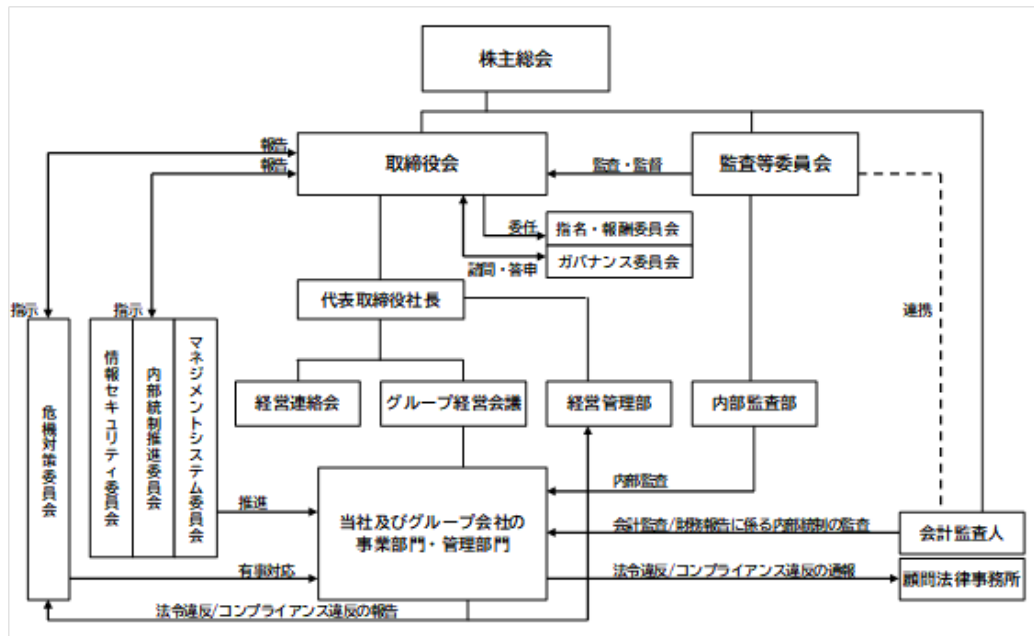 株主総会
報告
報告
取締役会
監査・監督
監査等委員会
委任
指名・報酬委員会
諮問・答申
ガバナンス委員会
代表取締役社長
指示
指示
連携
危機対策委員会
情報セキュリティ委員会
内部統制推進委員会
マネジメントシステム委員会
経営連絡会
グループ経営会議
経営管理部
内部監査部
内部監査
推進
当社及びグループ会社の
事業部門・管理部門
会計監査/財務報告に係る内部統制の監査
会計監査人
有事対応
法令違反/コンプライアンス違反の通報
顧問法律事務所
法令違反/コンプライアンス違反の報告